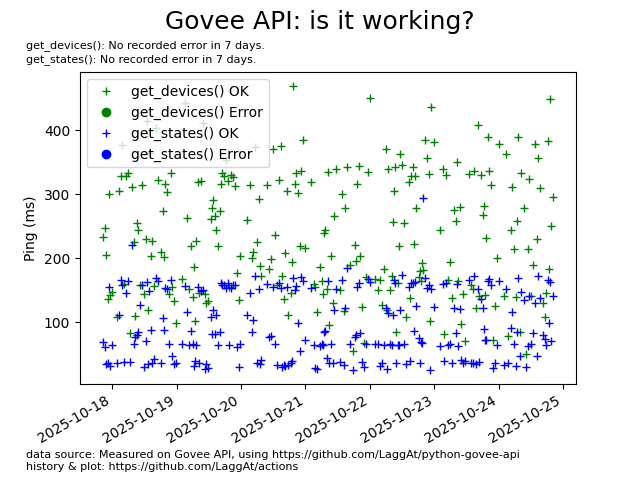 Govee API: is it working?
get_devices(): No recorded error in 7 days.
get_states(): No recorded error in 7 days.
get_devices() OK
get_devices() Error
get_states() OK
get_states() Error
Ping (ms)
400
300
200
100
2025-10-18
2025-10-19
2025-10-20
2025-10-21
2025-10-22
2025-10-23
2025-10-24
2025-10-25
data source: Measured on Govee API, using https://github.com/LaggAt/python-govee-api
history & plot: https://github.com/LaggAt/actions